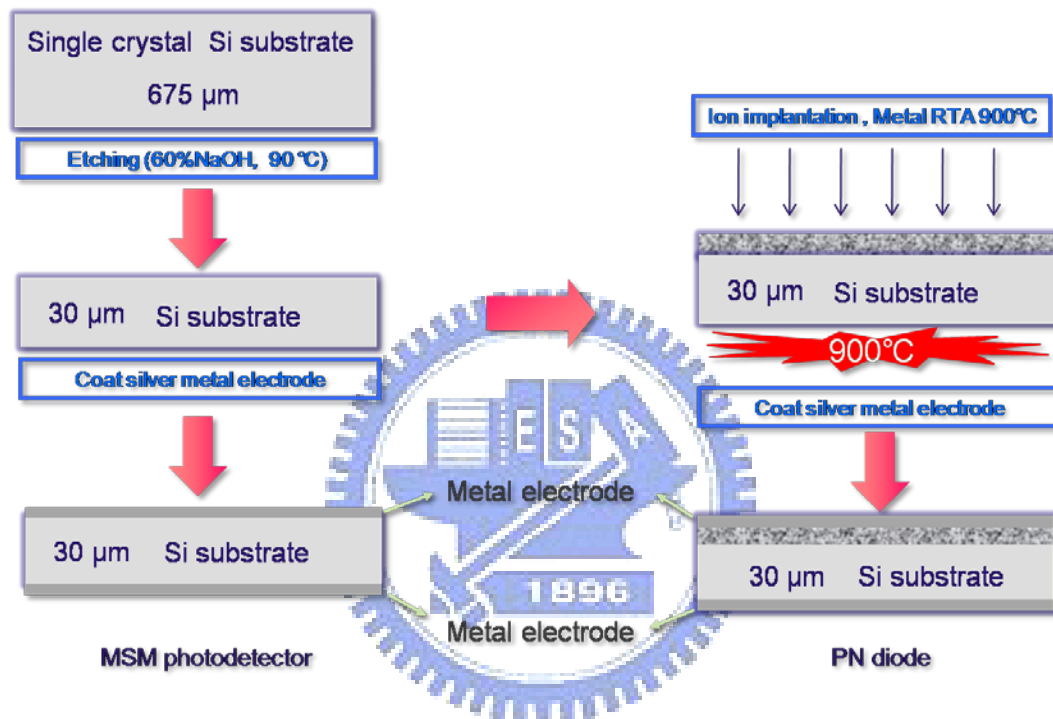 Single crystal Si substrate
675 μm
Etching (60%NaOH, 90 °C)
30 μm Si substrate
Coat silver metal electrode
30 μm Si substrate
MSM photodetector
Ion implantation , Metal RTA 900°C
30 μm Si substrate
900°C
Coat silver metal electrode
30 μm Si substrate
PN diode
Metal electrode
Metal electrode
E S A
1896